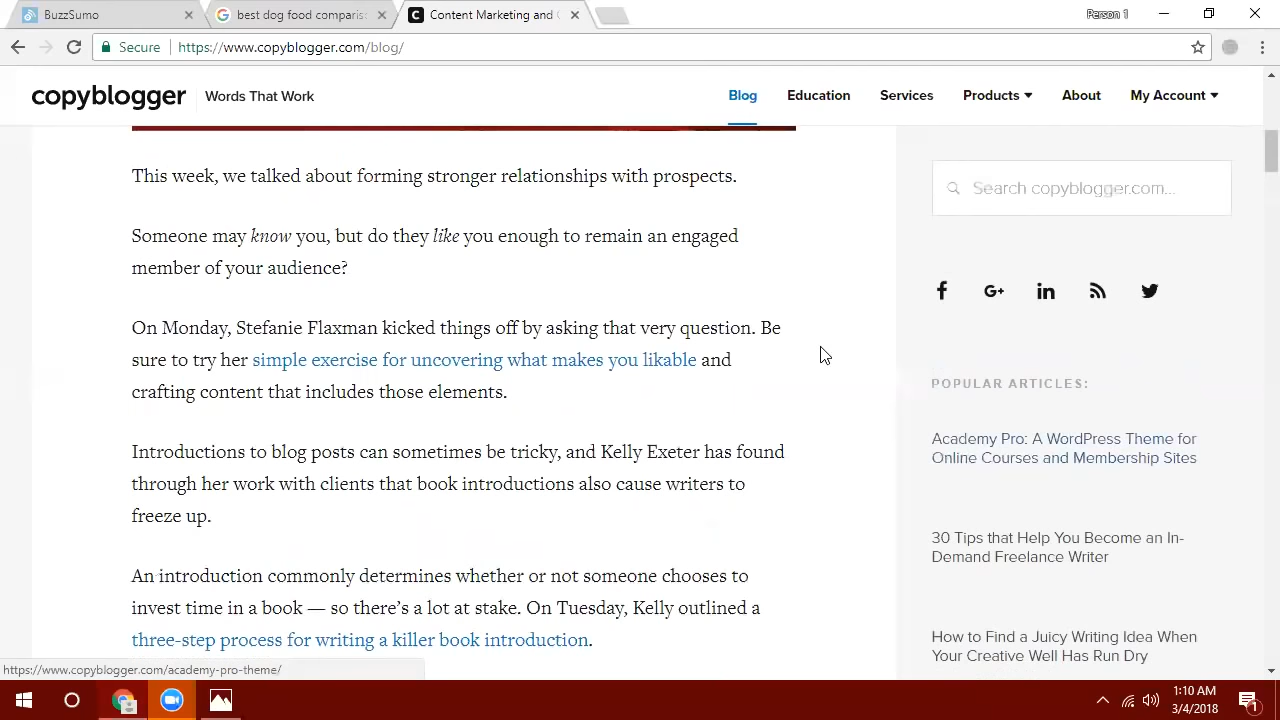 BuzzSumo
best dog food comparis
Content Marketing and
Person 1
Secure
https://www.copyblogger.com/blog/
copyblogger
Words That Work
Blog
Education
Services
Products
About
My Account
This week, we talked about forming stronger relationships with prospects.
Someone may know you, but do they like you enough to remain an engaged
member of your audience?
On Monday, Stefanie Flaxman kicked things off by asking that very question. Be
sure to try her simple exercise for uncovering what makes you likable and
crafting content that includes those elements.
Introductions to blog posts can sometimes be tricky, and Kelly Exeter has found
through her work with clients that book introductions also cause writers to
freeze up.
An introduction commonly determines whether or not someone chooses to
invest time in a book — so there's a lot at stake. On Tuesday, Kelly outlined a
three-step process for writing a killer book introduction.
Search copyblogger.com...
G+
in
POPULAR ARTICLES:
Academy Pro: A WordPress Theme for
Online Courses and Membership Sites
30 Tips that Help You Become an In-
Demand Freelance Writer
How to Find a Juicy Writing Idea When
Your Creative Well Has Run Dry
https://www.copyblogger.com/academy-pro-theme/
1:10 AM
3/4/2018
1